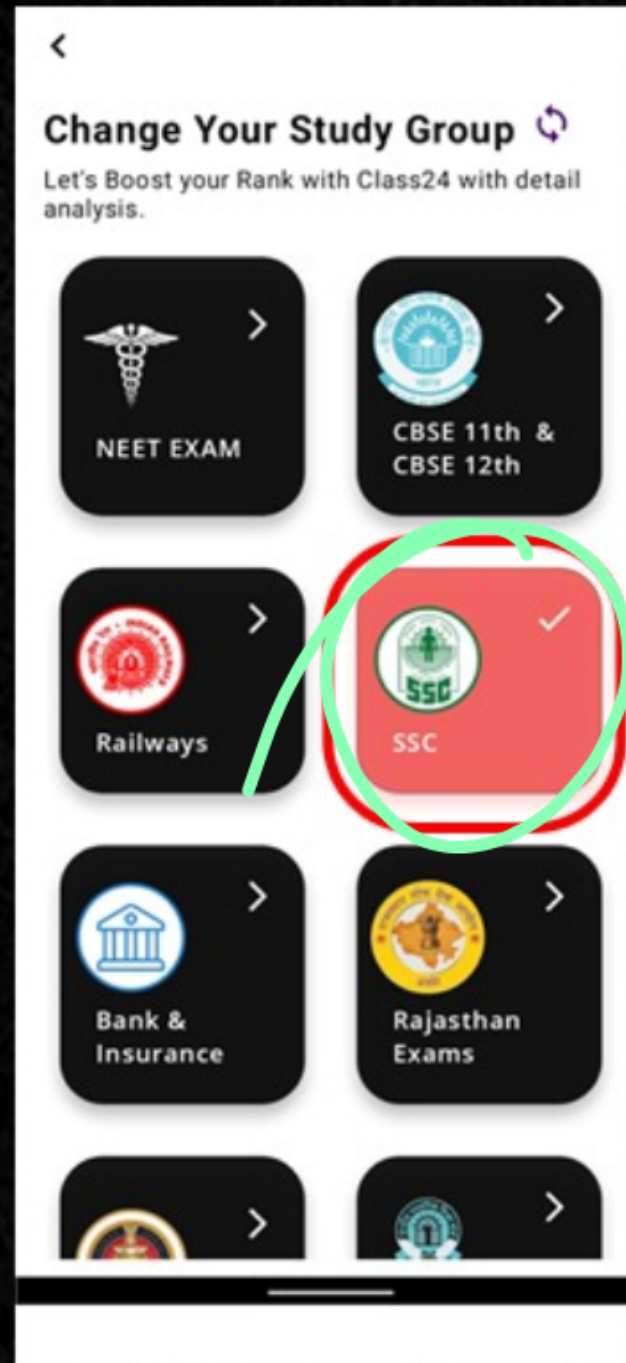 Change Your Study Group
Let's Boost your Rank with Class24 with detail
analysis.
NEET EXAM
CBSE 11th &
CBSE 12th
Railways
SSC
SSC
Bank &
Insurance
Rajasthan
Exams